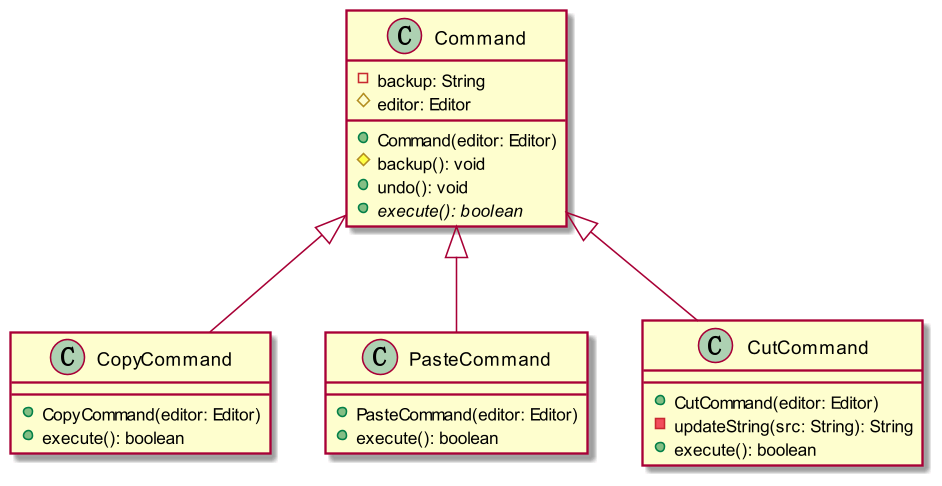 C Command
backup: String
editor: Editor
Command(editor: Editor)
backup(): void
undo(): void
execute(): boolean
C CopyCommand
CopyCommand(editor: Editor)
execute(): boolean
C PasteCommand
PasteCommand(editor: Editor)
execute(): boolean
C CutCommand
CutCommand(editor: Editor)
updateString(src: String): String
execute(): boolean